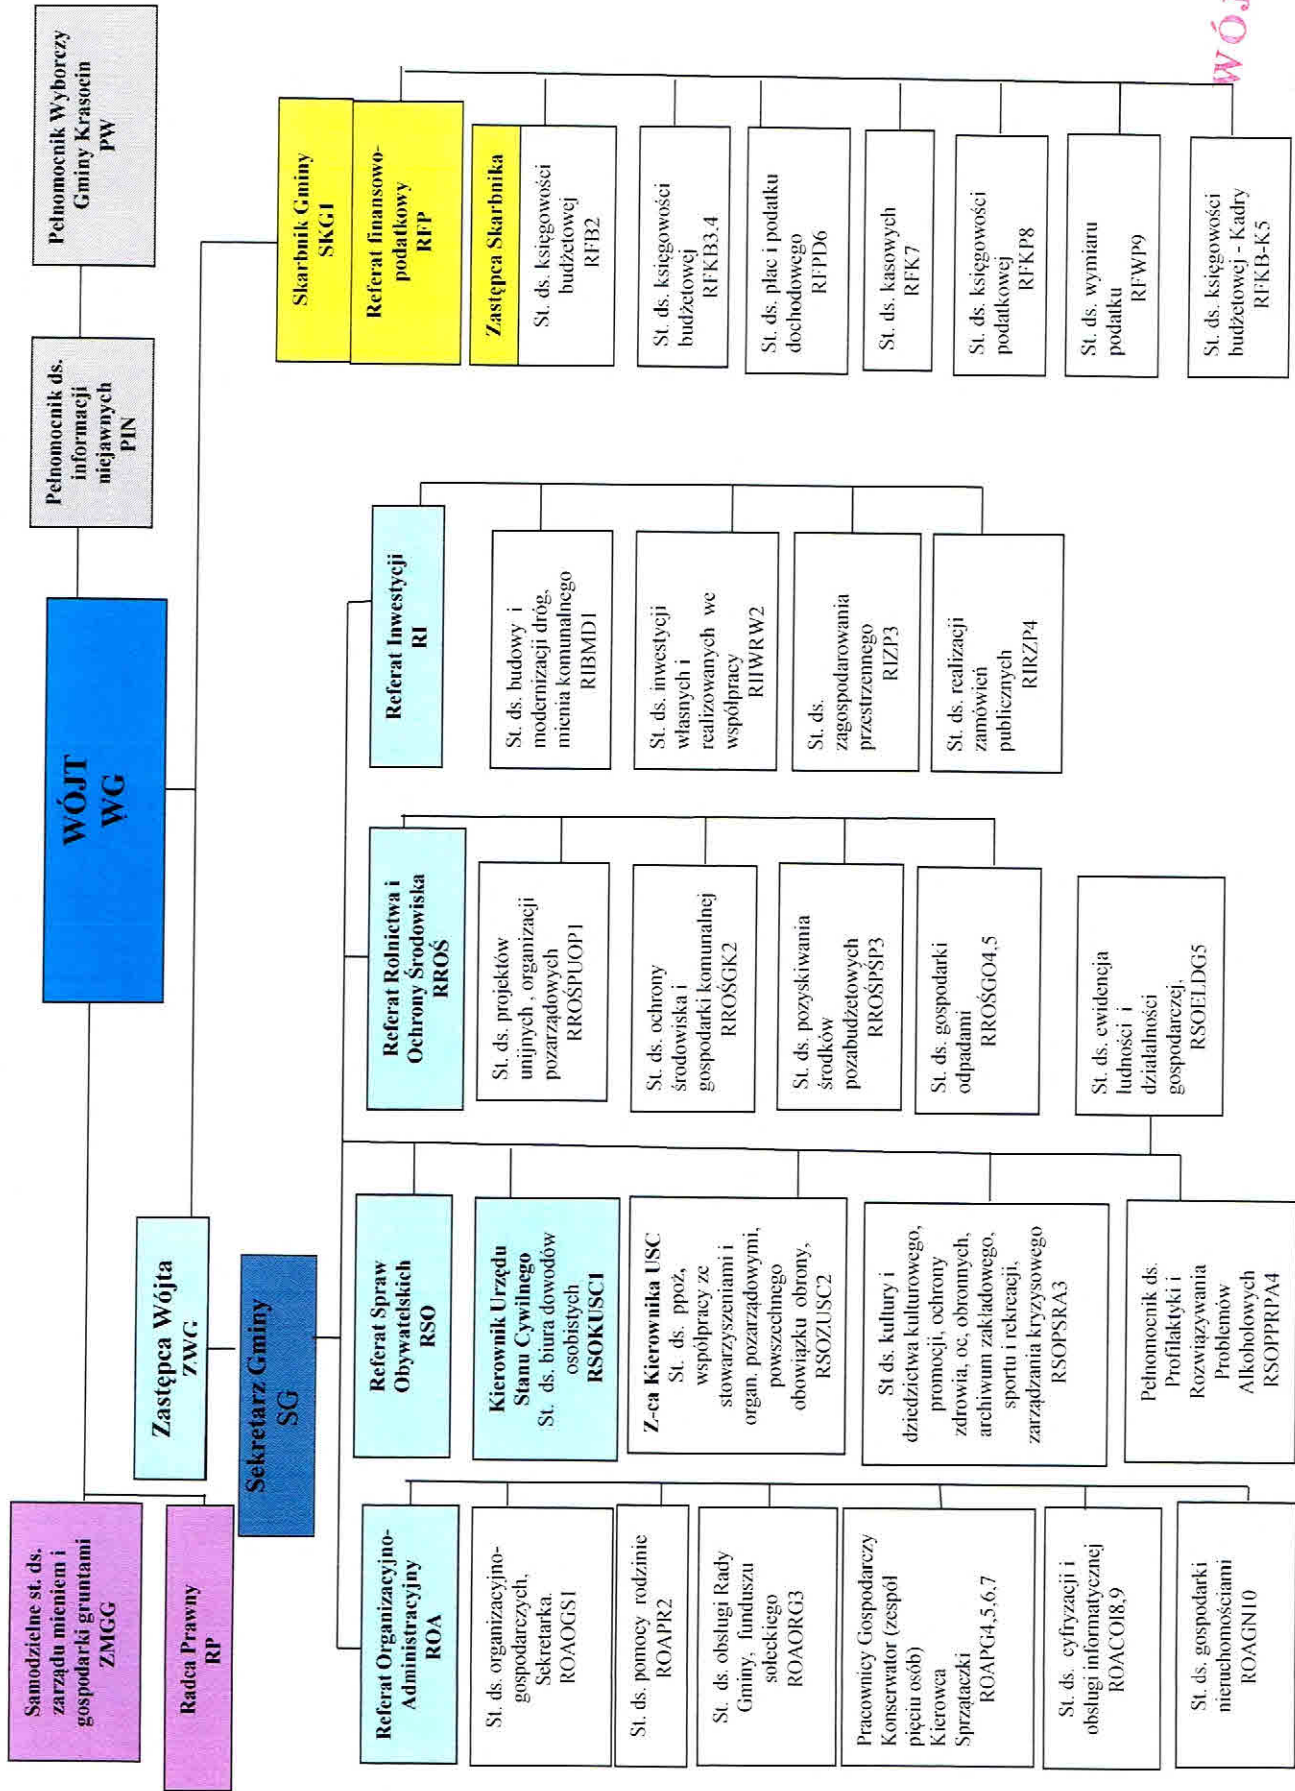 Samodzielne st. ds.
zarządu mieniem i
gospodarki gruntami
ZMGG
Radca Prawny
RP
WÓJT
WG
Pełnomocnik ds.
informacji
niejawnych
PIN
Pełnomocnik Wyborczy
Gminy Krasocin
PW
Zastępca Wójta
ZWG
Sekretarz Gminy
SG
Skarbnik Gminy
SKG1
Referat finansowo-
podatkowy
RFP
Zastępca Skarbnika
St. ds. księgowości
budżetowej
RFB2
St. ds. księgowości
budżetowej
RFKB3,4
St. ds. płac i podatku
dochodowego
RFPD6
St. ds. kasowych
RFK7
St. ds. księgowości
podatkowej
RFKP8
St. ds. wymiaru
podatku
RFWP9
St. ds. księgowości
budżetowej - Kadry
RFKB-K5
Referat Organizacyjno-
Administracyjny
ROA
St. ds. organizacyjno-
gospodarczych,
Sekretarka.
ROAOGS1
St. ds. pomocy rodzinie
ROAPR2
St. ds. obsługi Rady
Gminy, funduszu
sołeckiego
ROAORG3
Pracownicy Gospodarczy
Konserwator (zespół
pięciu osób)
Kierowca
Sprzątaczki
ROAPG4,5,6,7
St. ds. cyfryzacji i
obsługi informatycznej
ROACOI8,9
St. ds. gospodarki
nieruchomościami
ROAGN10
Referat Spraw
Obywatelskich
RSO
Kierownik Urzędu
Stanu Cywilnego
St. ds. biura dowodów
osobistych
RSOKUSC1
Z-ca Kierownika USC
St. ds. ppoż,
współpracy ze
stowarzyszeniami i
organ. pozarządowymi,
powszechnego
obowiązku obrony,
RSOZUSC2
St ds. kultury i
dziedzictwa kulturowego,
promocji, ochrony
zdrowia, oc, obronnych,
archiwum zakładowego,
sportu i rekreacji,
zarządzania kryzysowego
RSOPSRA3
Pełnomocnik ds.
Profilaktyki i
Rozwiązywania
Problemów
Alkoholowych
RSOPPRPA4
St. ds. ewidencja
ludności i
działalności
gospodarczej,
RSOELDG5
Referat Rolnictwa i
Ochrony Środowiska
RROŚ
St. ds. projektów
unijnych , organizacji
pozarządowych
RROŚPUOP1
St. ds. ochrony
środowiska i
gospodarki komunalnej
RROŚGK2
St. ds. pozyskiwania
środków
pozabudżetowych
RROŚPŚP3
St. ds. gospodarki
odpadami
RROŚGO4,5
Referat Inwestycji
RI
St. ds. budowy i
modernizacji dróg,
mienia komunalnego
RIBMD1
St. ds. inwestycji
własnych i
realizowanych we
współpracy
RIIWRW2
St. ds.
zagospodarowania
przestrzennego
RIZP3
St. ds. realizacji
zamówień
publicznych
RIRZP4